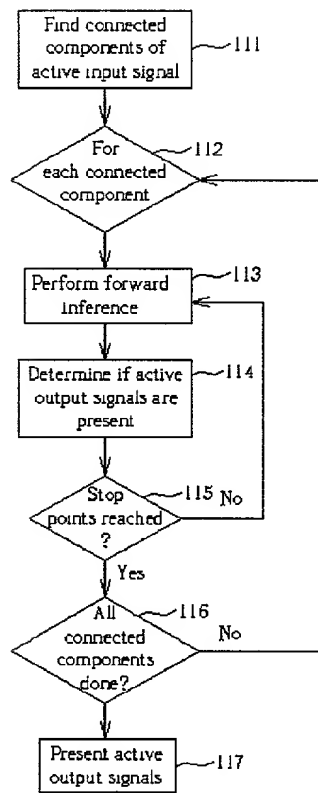 Find connected
components of
active input signal
111
For
each connected
component
112
Perform forward
inference
113
Determine if active
output signals are
present
114
Stop
points reached
?
115
No
Yes
All
connected
components
done?
116
No
Present active
output signals
117